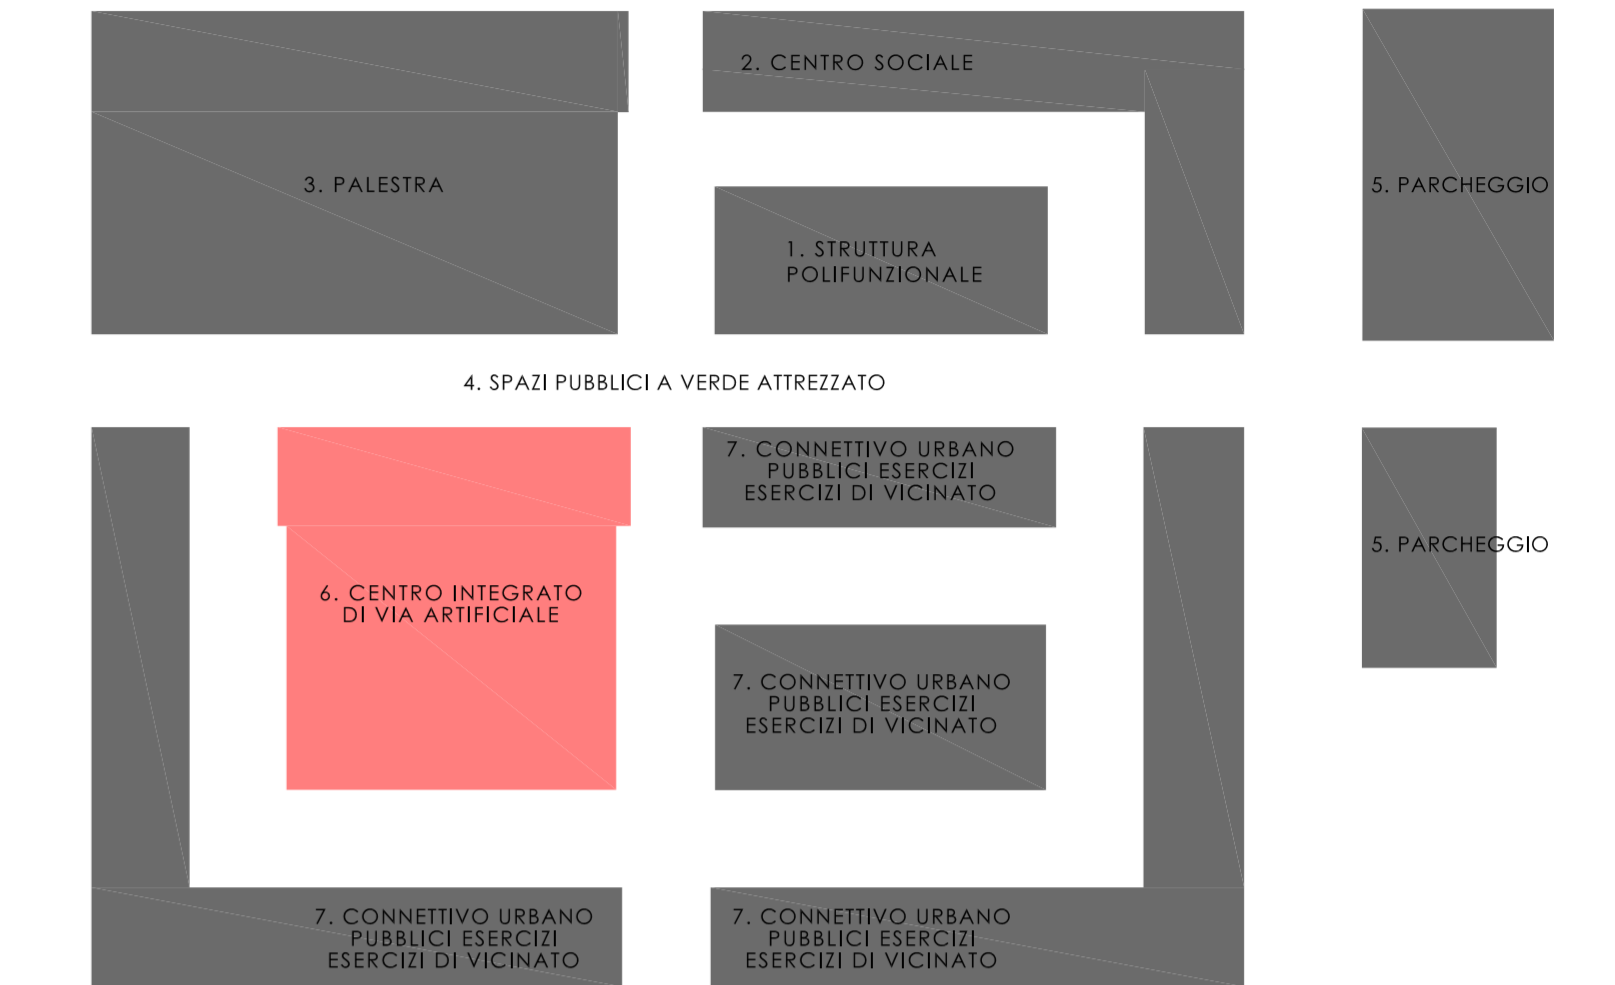 2. CENTRO SOCIALE
3. PALESTRA
5. PARCHEGGIO
1. STRUTTURA
POLIFUNZIONALE
4. SPAZI PUBBLICI A VERDE ATTREZZATO
7. CONNETTIVO URBANO
PUBBLICI ESERCIZI
ESERCIZI DI VICINATO
5. PARCHEGGIO
6. CENTRO INTEGRATO
DI VIA ARTIFICIALE
7. CONNETTIVO URBANO
PUBBLICI ESERCIZI
ESERCIZI DI VICINATO
7. CONNETTIVO URBANO
PUBBLICI ESERCIZI
ESERCIZI DI VICINATO
7. CONNETTIVO URBANO
PUBBLICI ESERCIZI
ESERCIZI DI VICINATO